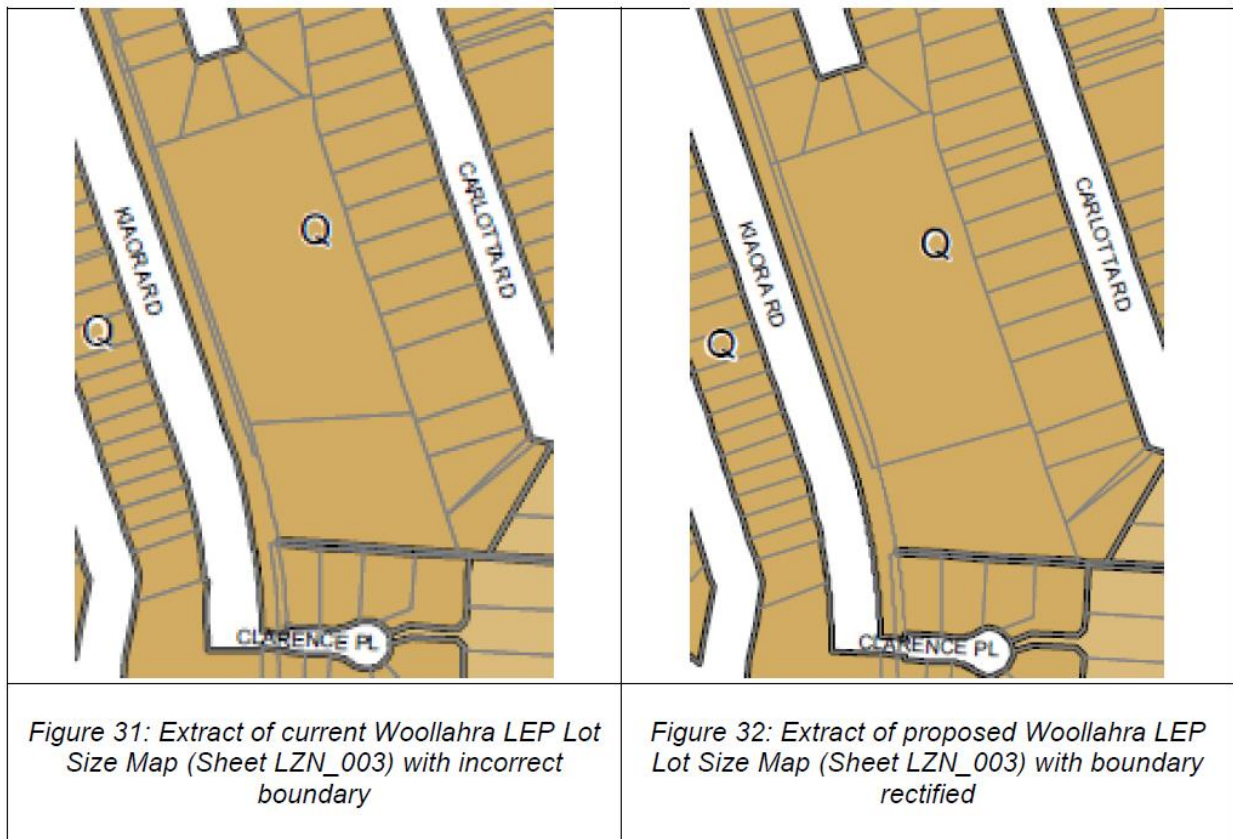 KIAORA RD
CARLOTTA RD
Q
Q
CLARENCE PL
KIAORA RD
CARLOTTA RD
Q
Q
CLARENCE PL
Figure 31: Extract of current Woollahra LEP Lot
Size Map (Sheet LZN_003) with incorrect
boundary
Figure 32: Extract of proposed Woollahra LEP
Lot Size Map (Sheet LZN_003) with boundary
rectified